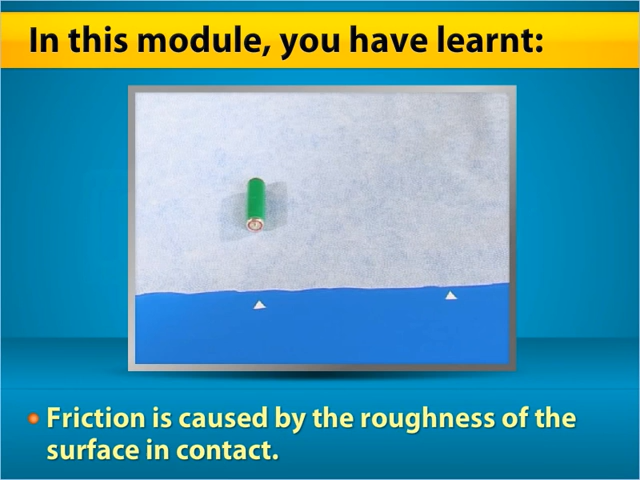 In this module, you have learnt:
Friction is caused by the roughness of the
surface in contact.